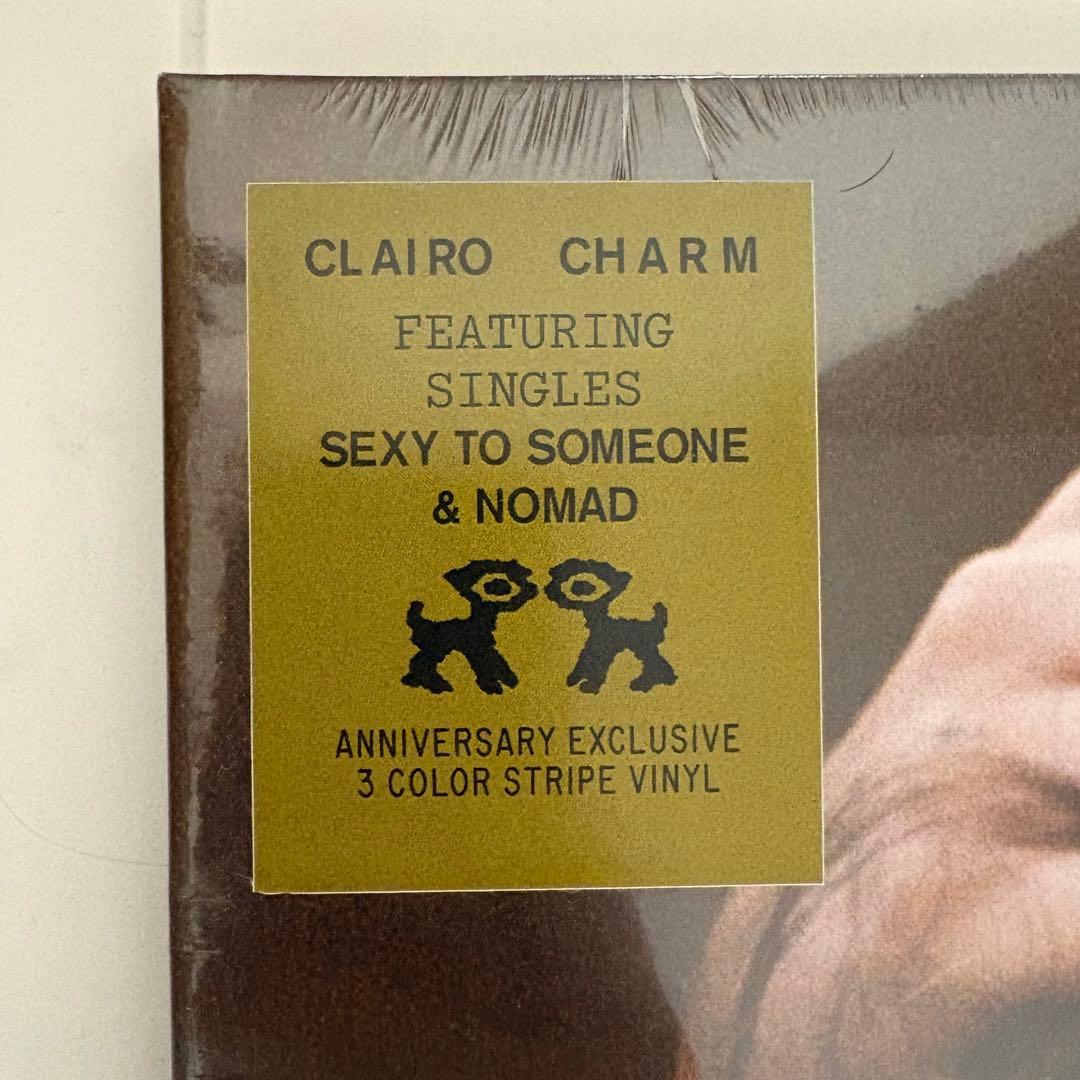 CLAIRO CHARM
FEATURING
SINGLES
SEXY TO SOMEONE
& NOMAD
ANNIVERSARY EXCLUSIVE
3 COLOR STRIPE VINYL